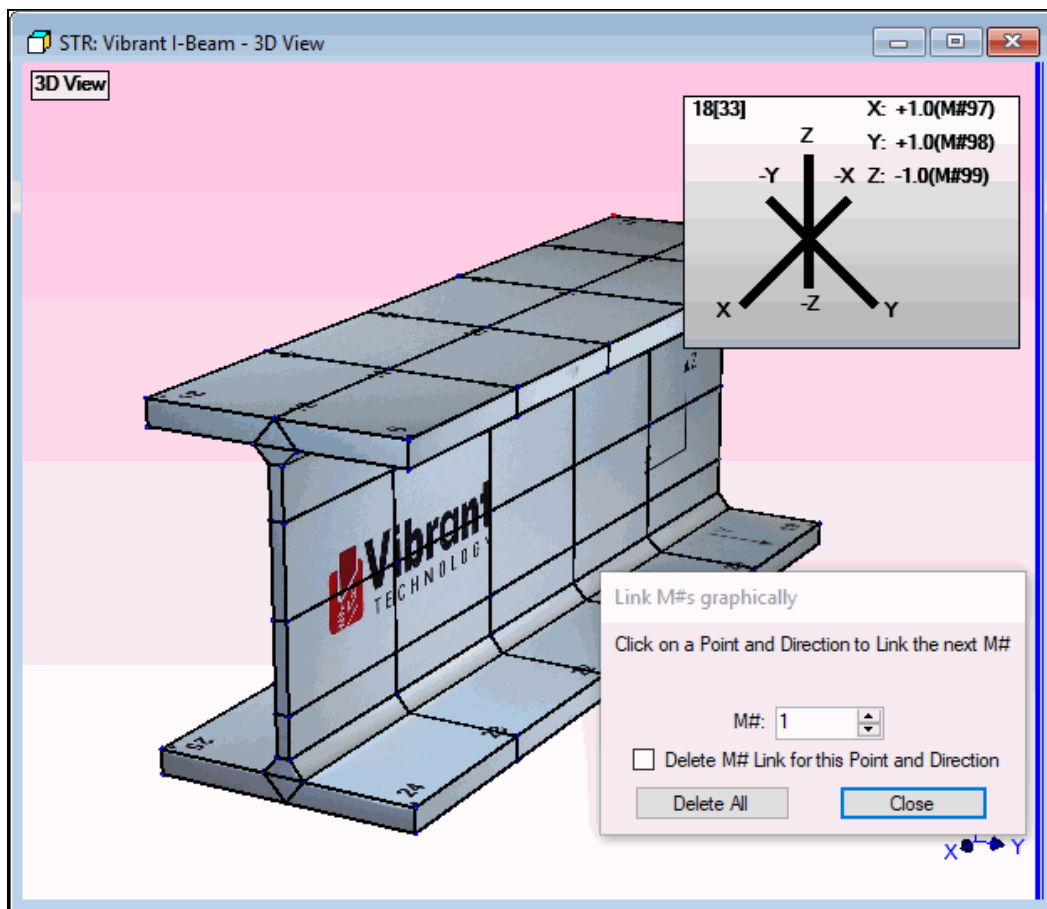 STR: Vibrant I-Beam - 3D View
3D View
18[33]
X: +1.0(M#97)
Y: +1.0(M#98)
Z: -1.0(M#99)
Z
-Y
-X
X
-Z
Y
Vibrant
TECHNOLOGY
24
25
Link M#s graphically
Click on a Point and Direction to Link the next M#
M#: 1
Delete M# Link for this Point and Direction
Delete All
Close
X
Y